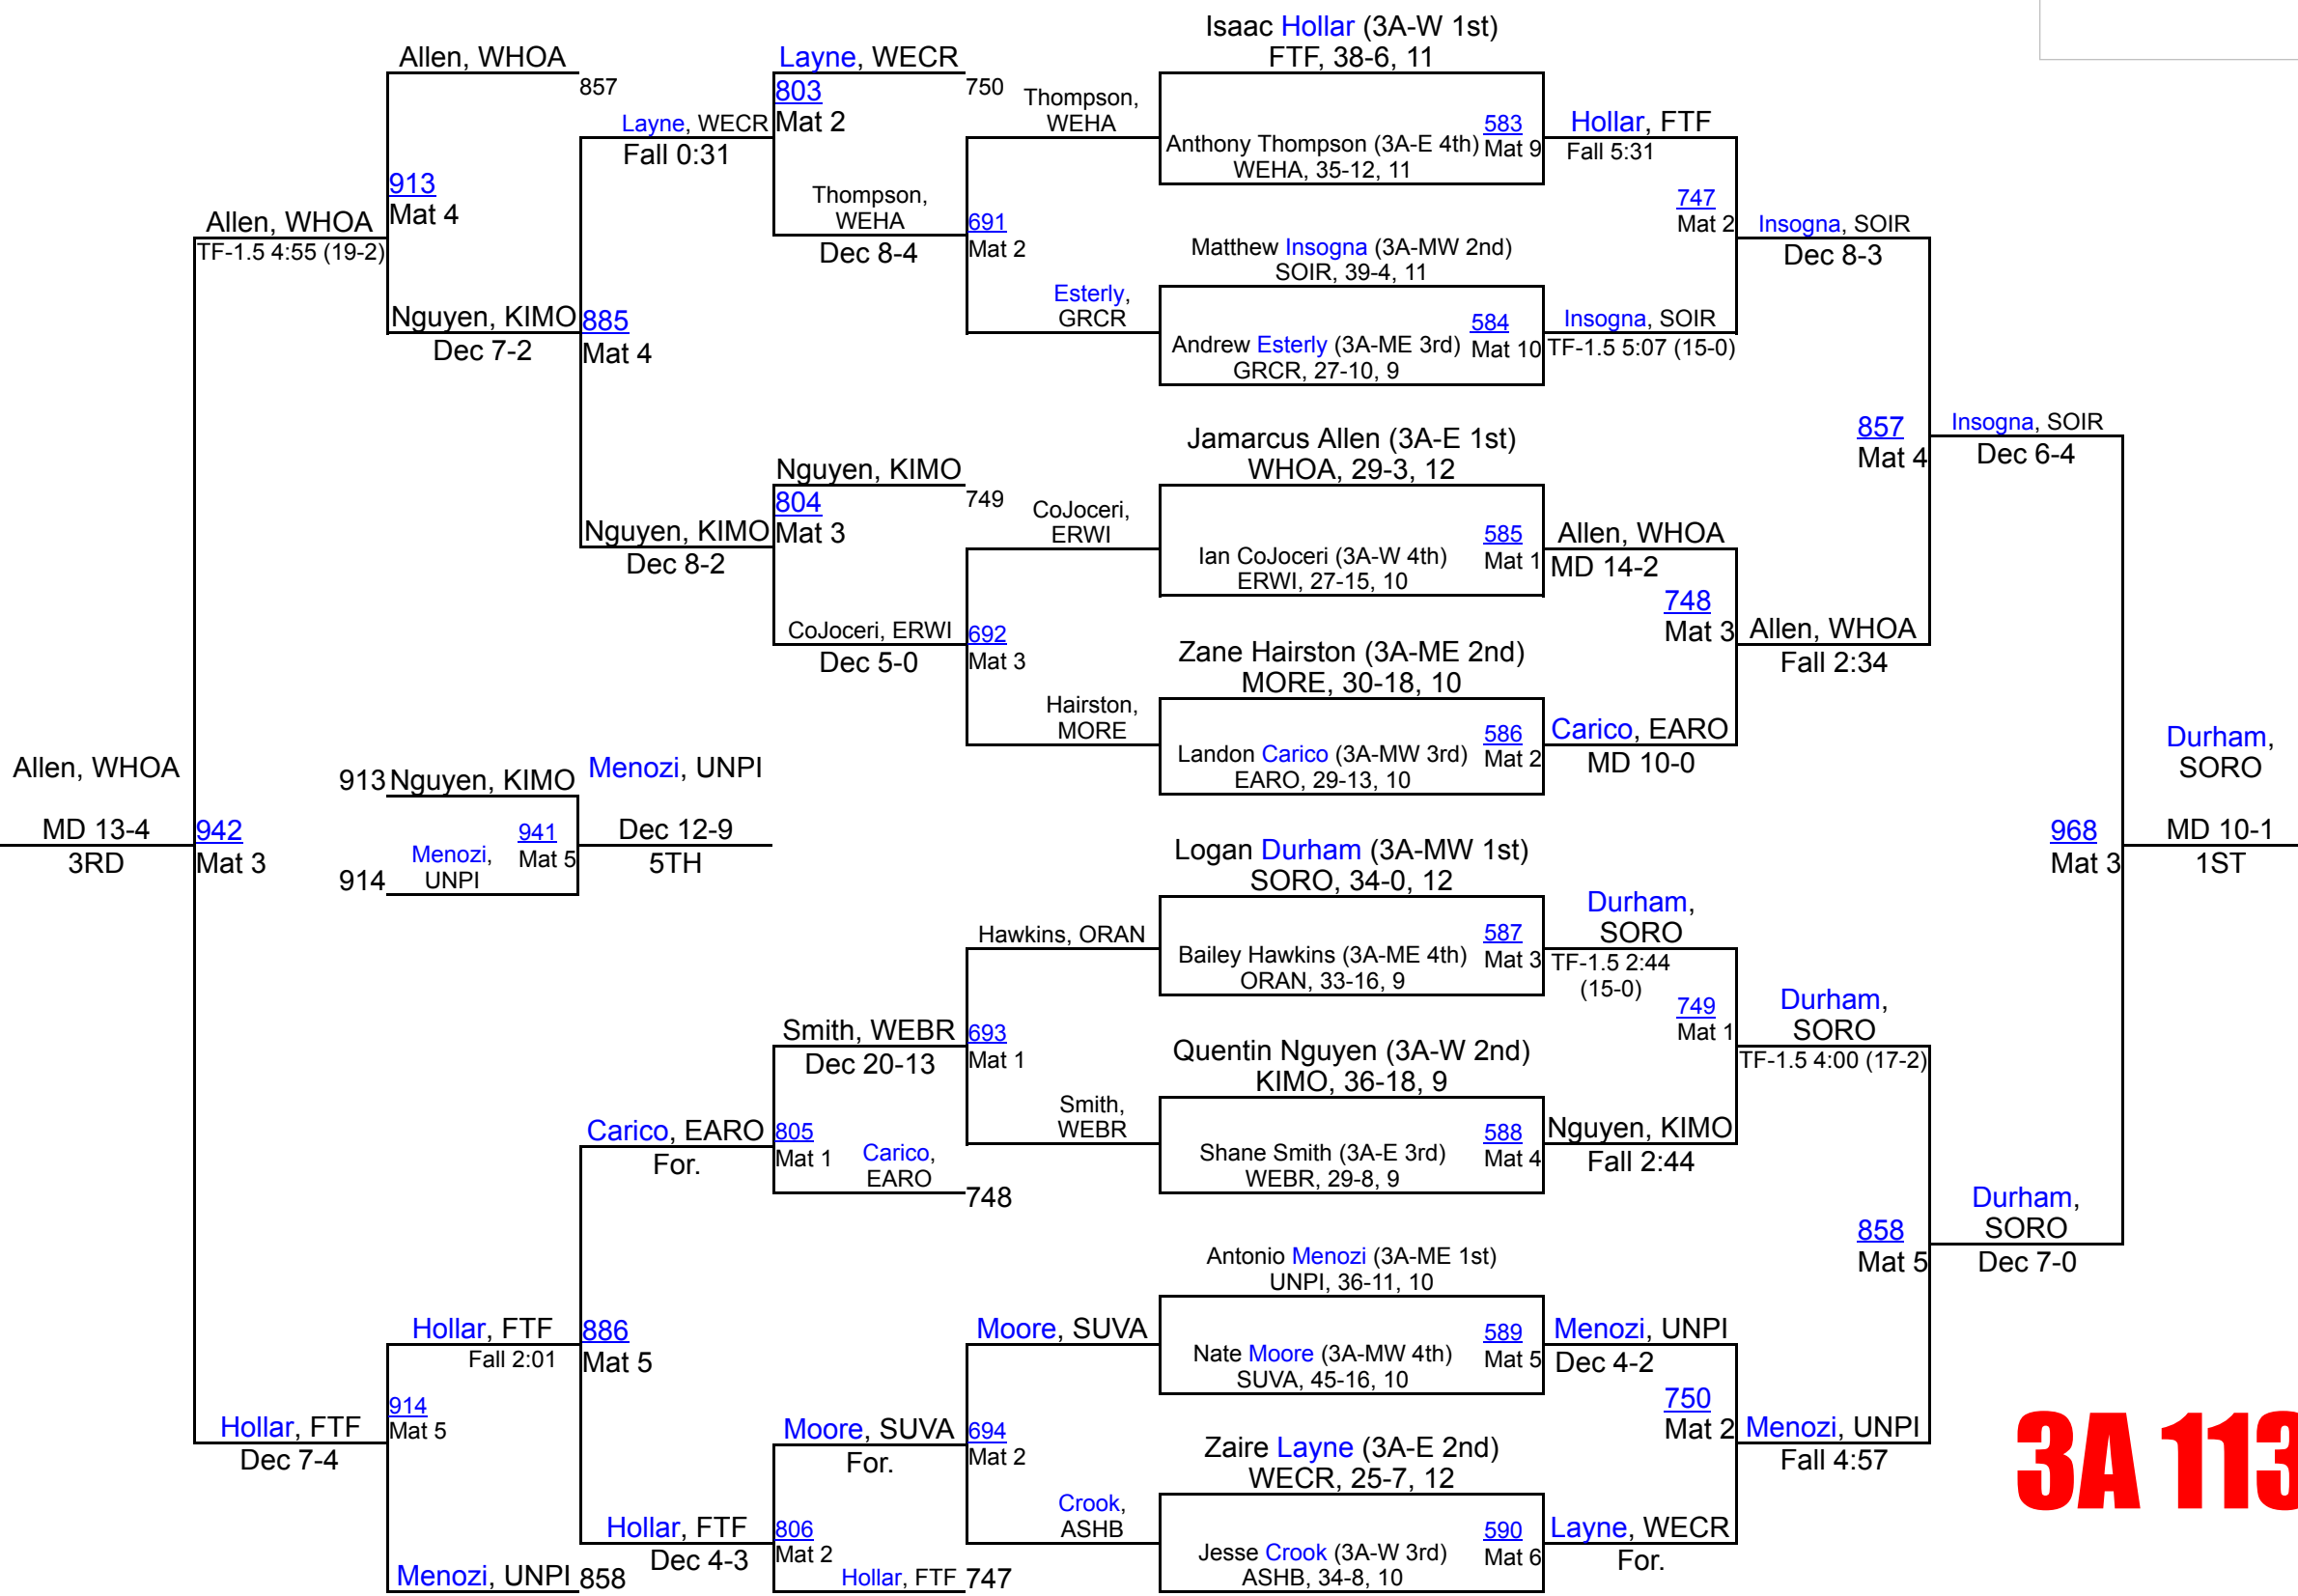 Isaac Hollar (3A-W 1st)
FTF, 38-6, 11
Anthony Thompson (3A-E 4th)
WEHA, 35-12, 11
583
Mat 9
Matthew Insogna (3A-MW 2nd)
SOIR, 39-4, 11
Andrew Esterly (3A-ME 3rd)
GRCR, 27-10, 9
584
Mat 10
Jamarcus Allen (3A-E 1st)
WHOA, 29-3, 12
Ian CoJoceri (3A-W 4th)
ERWI, 27-15, 10
585
Mat 1
Zane Hairston (3A-ME 2nd)
MORE, 30-18, 10
Landon Carico (3A-MW 3rd)
EARO, 29-13, 10
586
Mat 2
Logan Durham (3A-MW 1st)
SORO, 34-0, 12
Bailey Hawkins (3A-ME 4th)
ORAN, 33-16, 9
587
Mat 3
Quentin Nguyen (3A-W 2nd)
KIMO, 36-18, 9
Shane Smith (3A-E 3rd)
WEBR, 29-8, 9
588
Mat 4
Antonio Menozi (3A-ME 1st)
UNPI, 36-11, 10
Nate Moore (3A-MW 4th)
SUVA, 45-16, 10
589
Mat 5
Zaire Layne (3A-E 2nd)
WECR, 25-7, 12
Jesse Crook (3A-W 3rd)
ASHB, 34-8, 10
590
Mat 6
Hollar, FTF
Fall 5:31
747
Mat 2
Insogna, SOIR
TF-1.5 5:07 (15-0)
Allen, WHOA
MD 14-2
748
Mat 3
Carico, EARO
MD 10-0
Durham,
SORO
TF-1.5 2:44
(15-0)
749
Mat 1
Nguyen, KIMO
Fall 2:44
Menozi, UNPI
Dec 4-2
750
Mat 2
Layne, WECR
For.
Insogna, SOIR
Dec 8-3
857
Mat 4
Allen, WHOA
Fall 2:34
Durham,
SORO
TF-1.5 4:00 (17-2)
858
Mat 5
Menozi, UNPI
Fall 4:57
Insogna, SOIR
Dec 6-4
968
Mat 3
Durham,
SORO
Dec 7-0
Durham,
SORO
MD 10-1
1ST
Thompson,
WEHA
691
Mat 2
Esterly,
GRCR
CoJoceri,
ERWI
692
Mat 3
Hairston,
MORE
Hawkins, ORAN
693
Mat 1
Smith,
WEBR
Moore, SUVA
694
Mat 2
Crook,
ASHB
Layne, WECR
750
803
Mat 2
Thompson,
WEHA
Dec 8-4
Nguyen, KIMO
749
804
Mat 3
CoJoceri, ERWI
Dec 5-0
Smith, WEBR
Dec 20-13
805
Mat 1
Carico,
EARO
748
Moore, SUVA
For.
806
Mat 2
Hollar, FTF
747
Layne, WECR
Fall 0:31
885
Mat 4
Nguyen, KIMO
Dec 8-2
Carico, EARO
For.
886
Mat 5
Hollar, FTF
Dec 4-3
Allen, WHOA
857
913
Mat 4
Nguyen, KIMO
Dec 7-2
Hollar, FTF
Fall 2:01
914
Mat 5
Menozi, UNPI
858
Allen, WHOA
TF-1.5 4:55 (19-2)
942
Mat 3
Hollar, FTF
Dec 7-4
Allen, WHOA
MD 13-4
3RD
913
Nguyen, KIMO
941
Mat 5
914
Menozi,
UNPI
Menozi, UNPI
Dec 12-9
5TH
3A 113